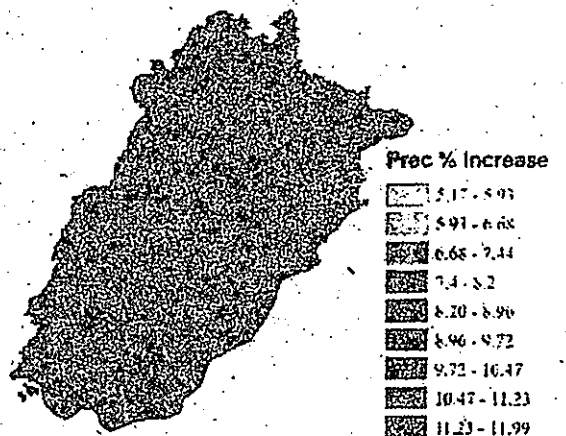 Prec % Increase
5.17 - 5.93
5.93 - 6.68
6.68 - 7.44
7.4 - 8.2
8.20 - 8.96
8.96 - 9.72
9.72 - 10.47
10.47 - 11.23
11.23 - 11.99